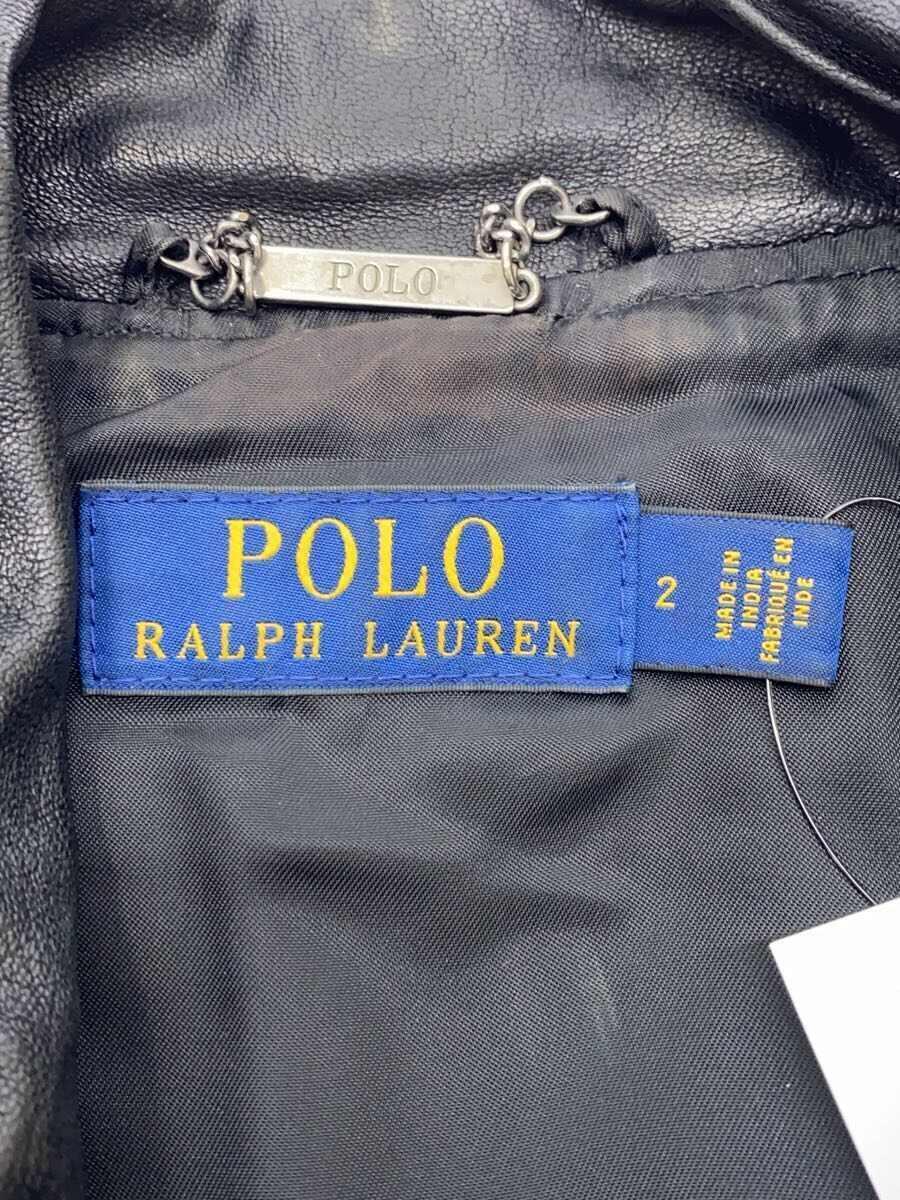 POLO
POLO
RALPH LAUREN
2
MADE IN
INDIA
FABRIQUÉ EN
INDE